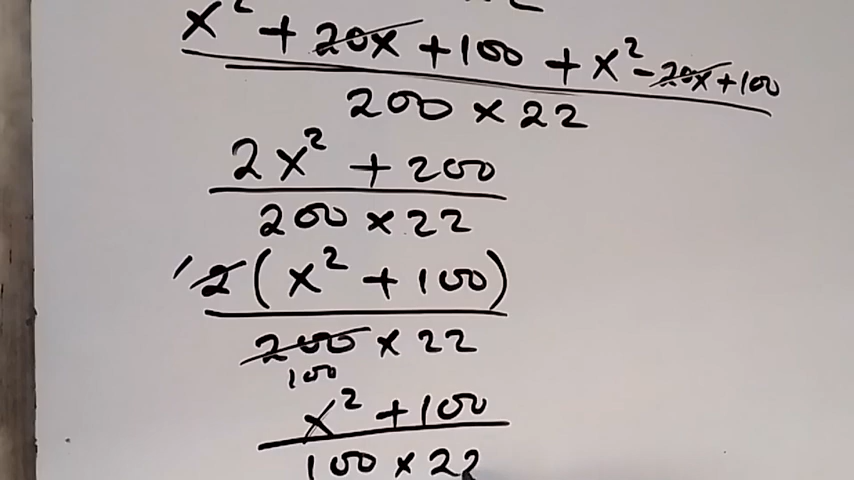 x² + 20x + 100 + x² - 20x + 100
200 × 22
2x² + 200
200 × 22
1 2 (x² + 100)
200 × 22
100
x² + 100
100 × 22